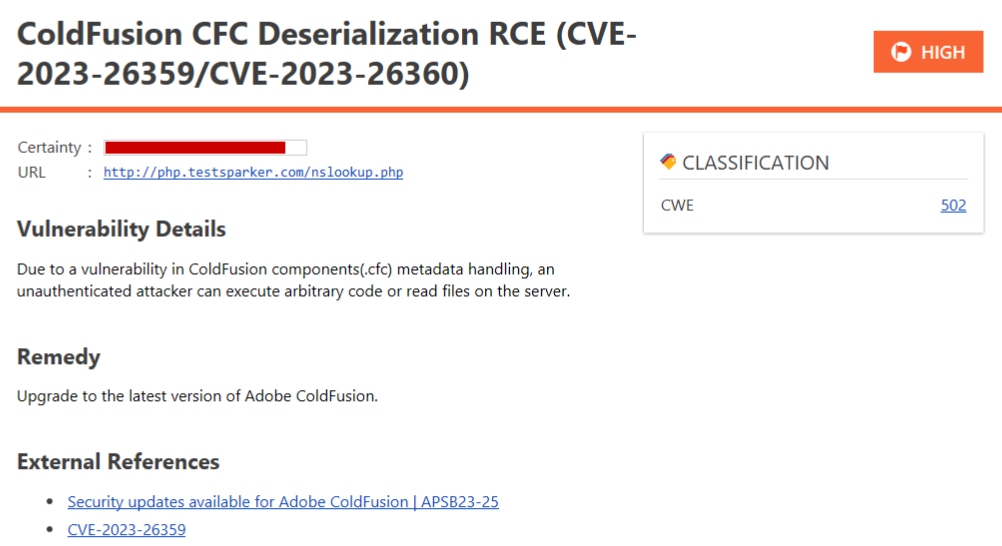 ColdFusion CFC Deserialization RCE (CVE-
2023-26359/CVE-2023-26360)
HIGH
Certainty :
URL : http://php.testsparker.com/nslookup.php
CLASSIFICATION
CWE 502
Vulnerability Details
Due to a vulnerability in ColdFusion components(.cfc) metadata handling, an
unauthenticated attacker can execute arbitrary code or read files on the server.
Remedy
Upgrade to the latest version of Adobe ColdFusion.
External References
• Security updates available for Adobe ColdFusion | APSB23-25
• CVE-2023-26359